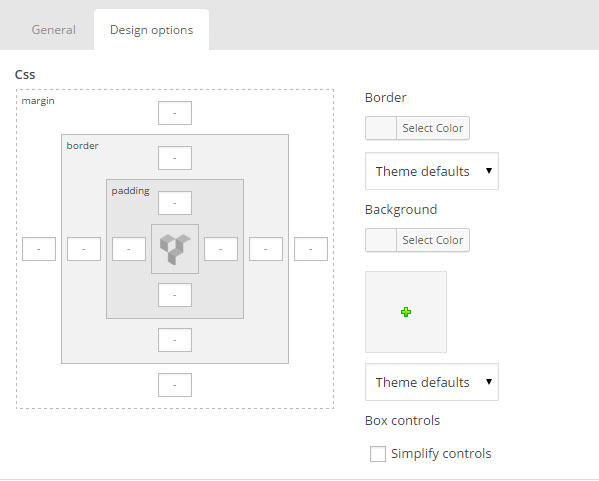 General
Design options
Css
margin
-
border
-
padding
-
- - - - - -
-
-
-
Border
Select Color
Theme defaults
Background
Select Color
Theme defaults
Box controls
Simplify controls